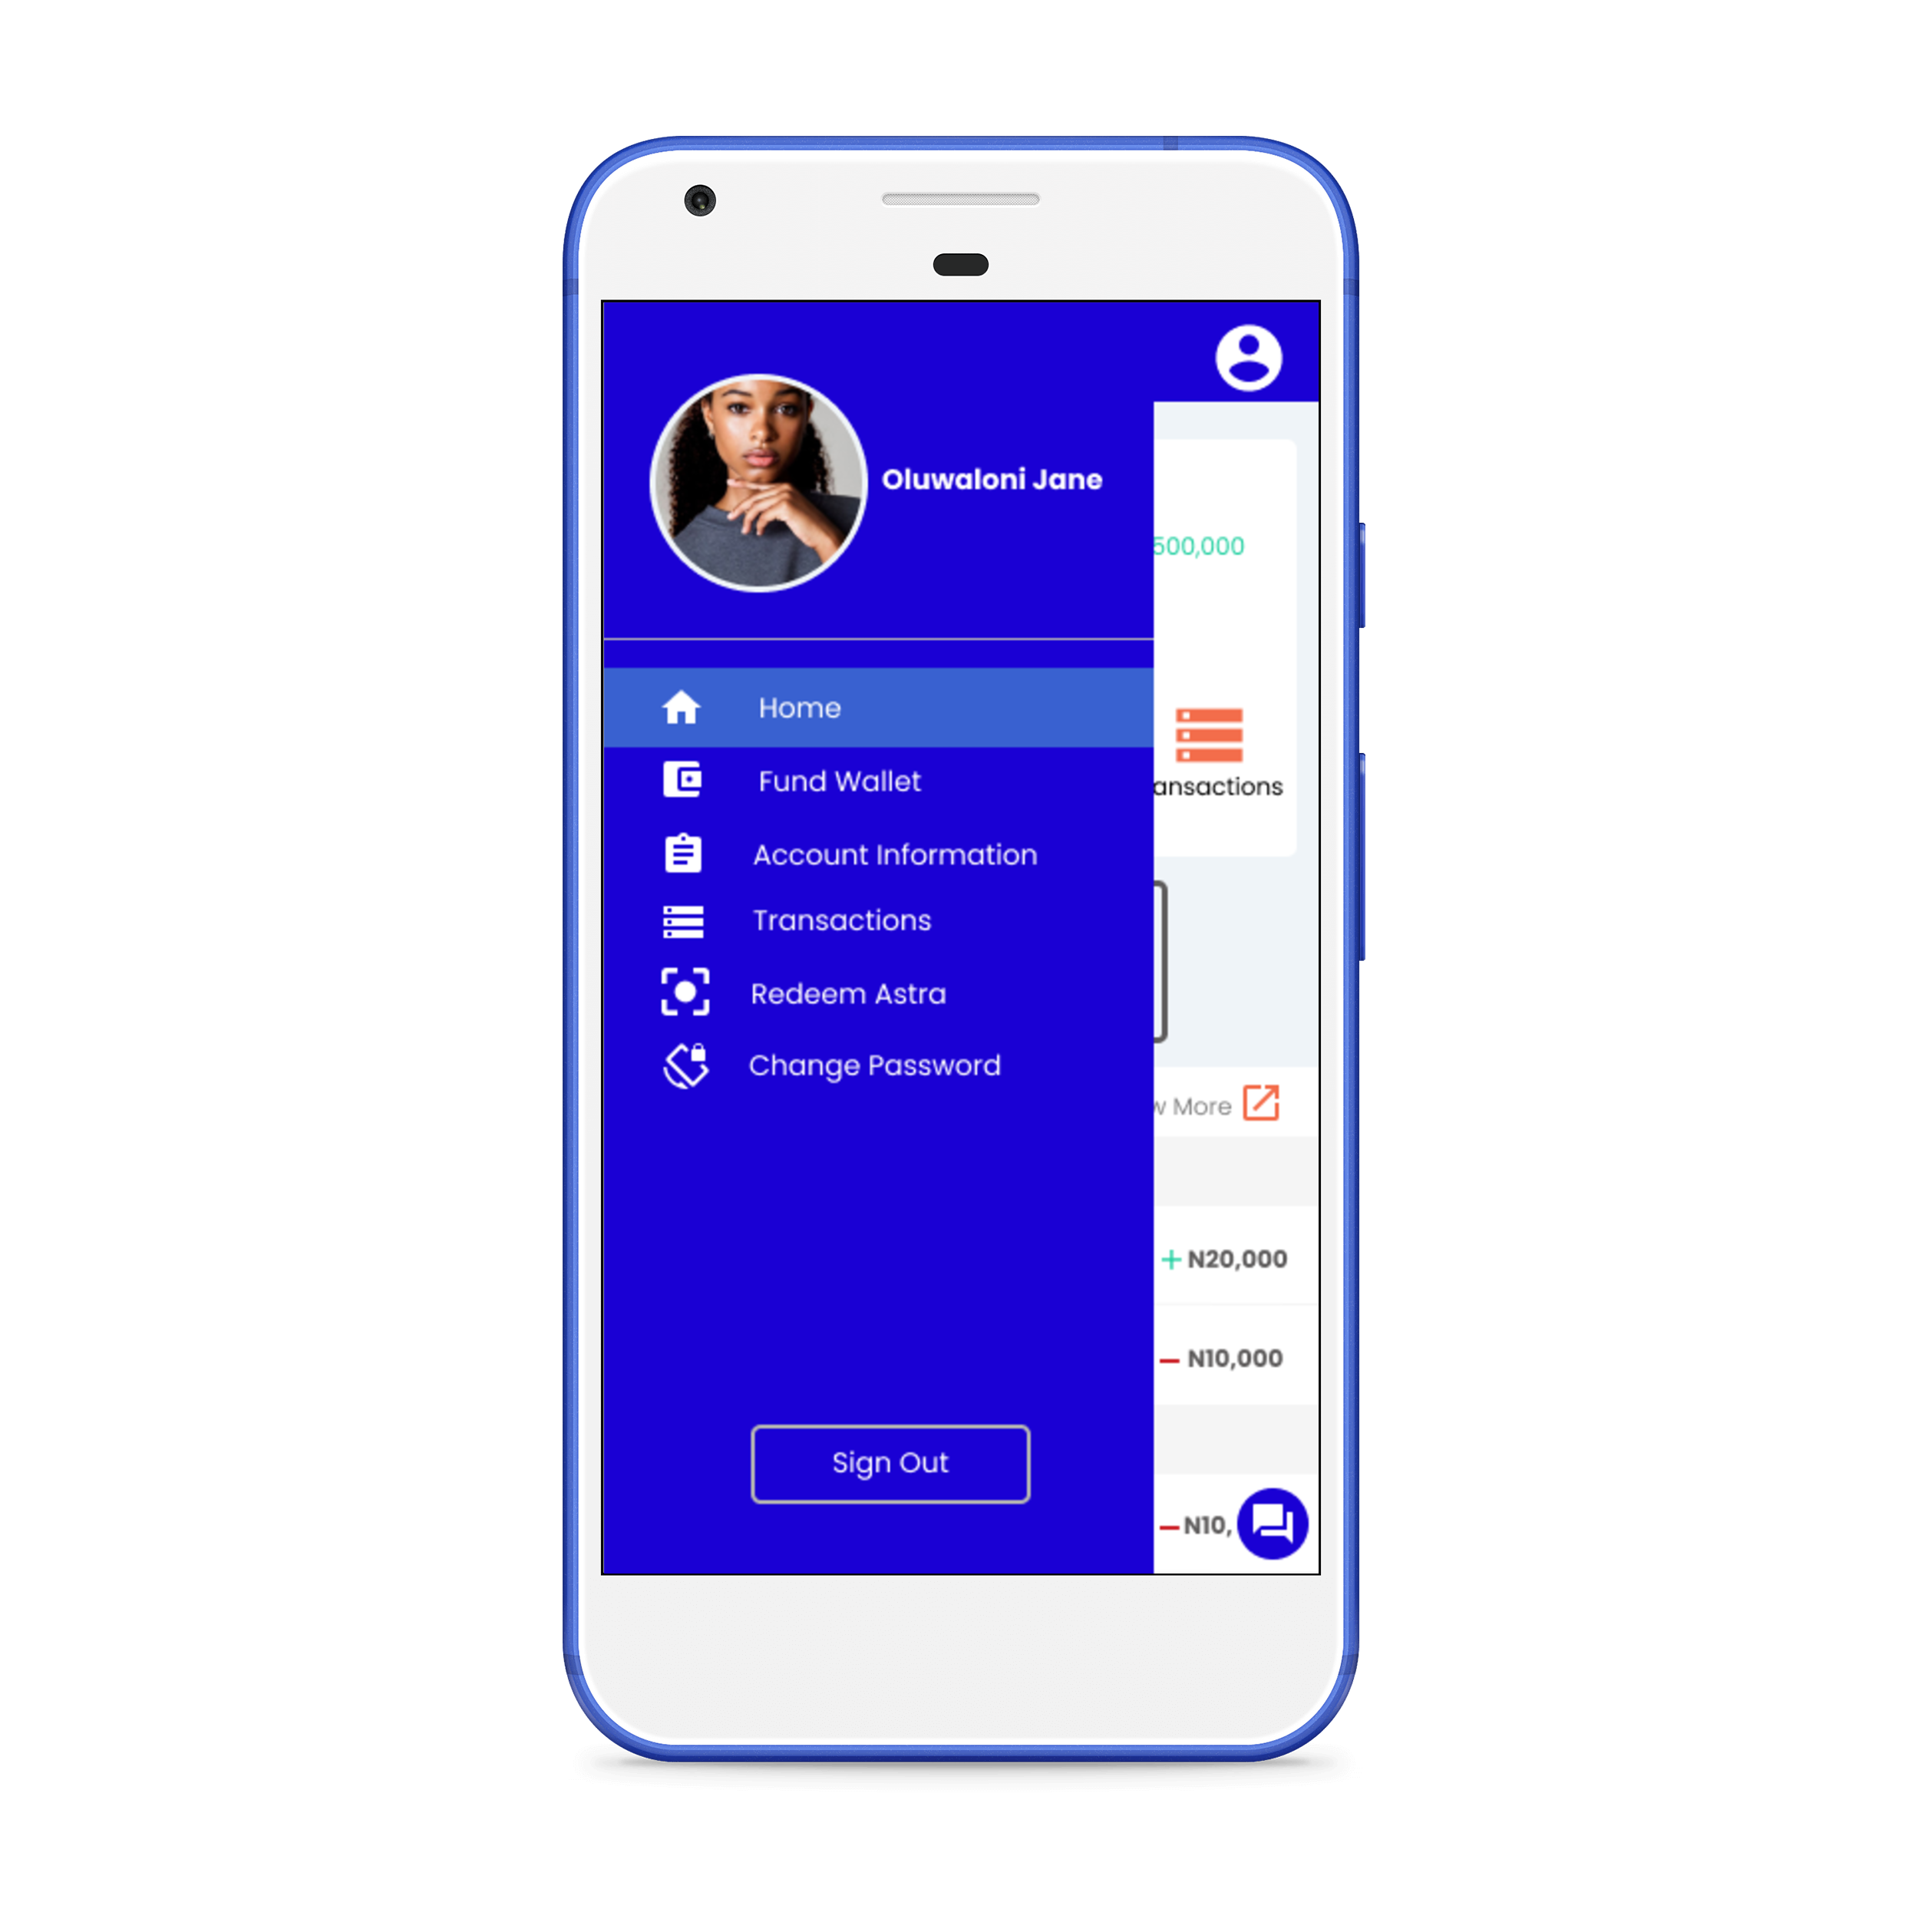 Oluwaloni Jane
500,000
Home
Fund Wallet
ansactions
Account Information
Transactions
Redeem Astra
Change Password
w More
+ N20,000
– N10,000
Sign Out
– N10,